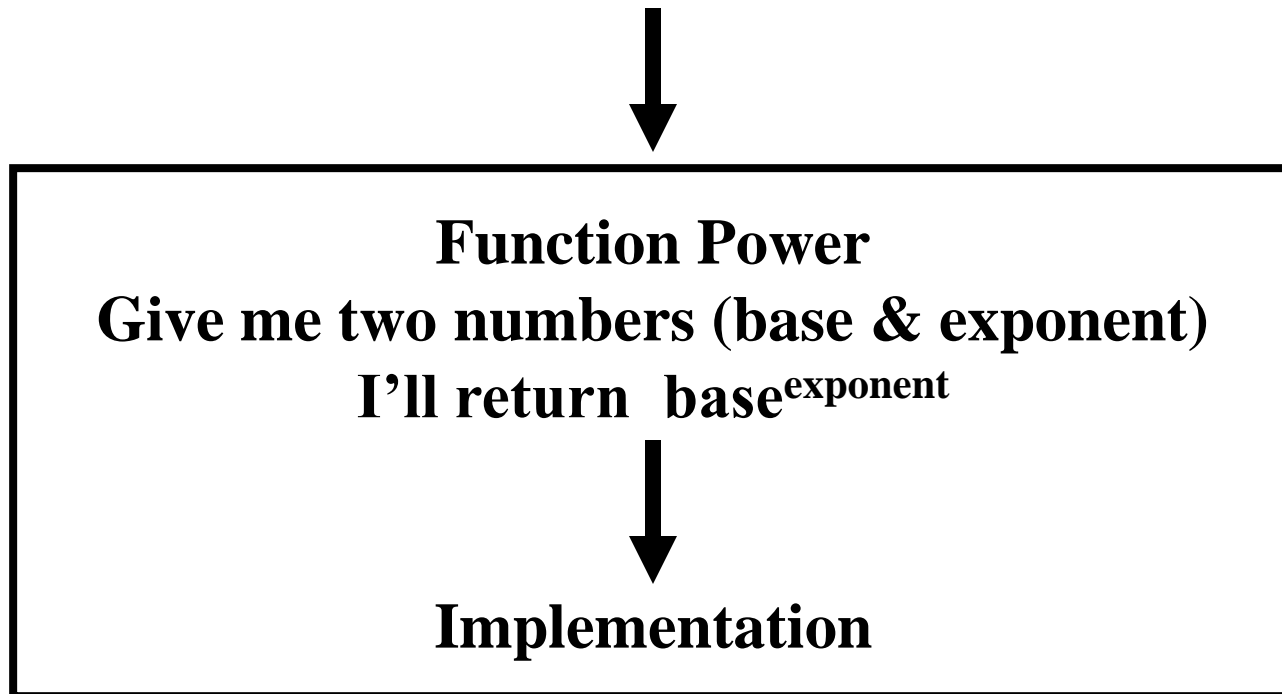 Function Power
Give me two numbers (base & exponent)
I’ll return base^exponent
Implementation